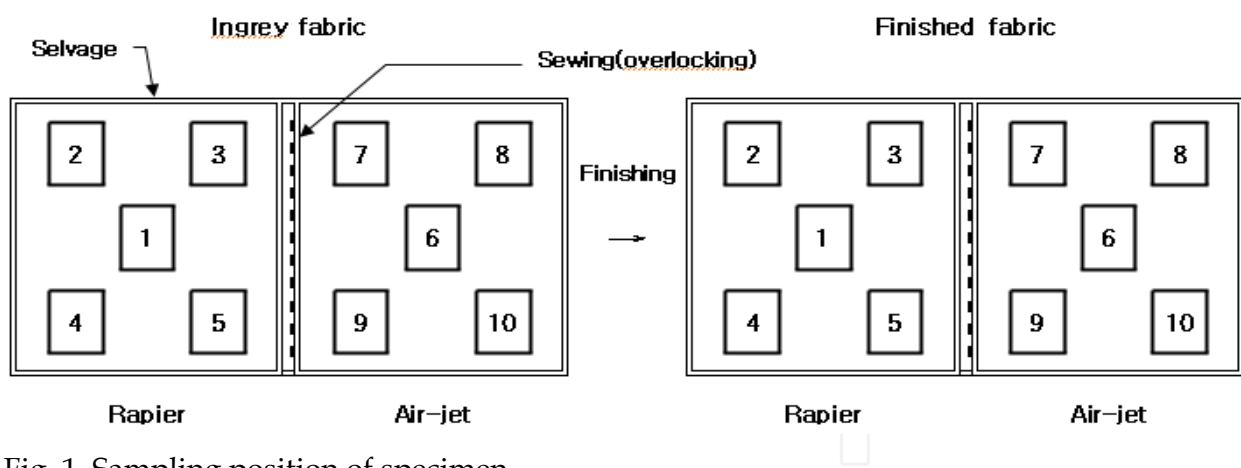 Ingrey fabric
Finished fabric
Selvage
Sewing(overlocking)
2 3 7 8
Finishing
2 3 7 8
1 6
1 6
4 5 9 10
4 5 9 10
Rapier Air-jet
Rapier Air-jet
Fig. 1. Sampling position of specimen